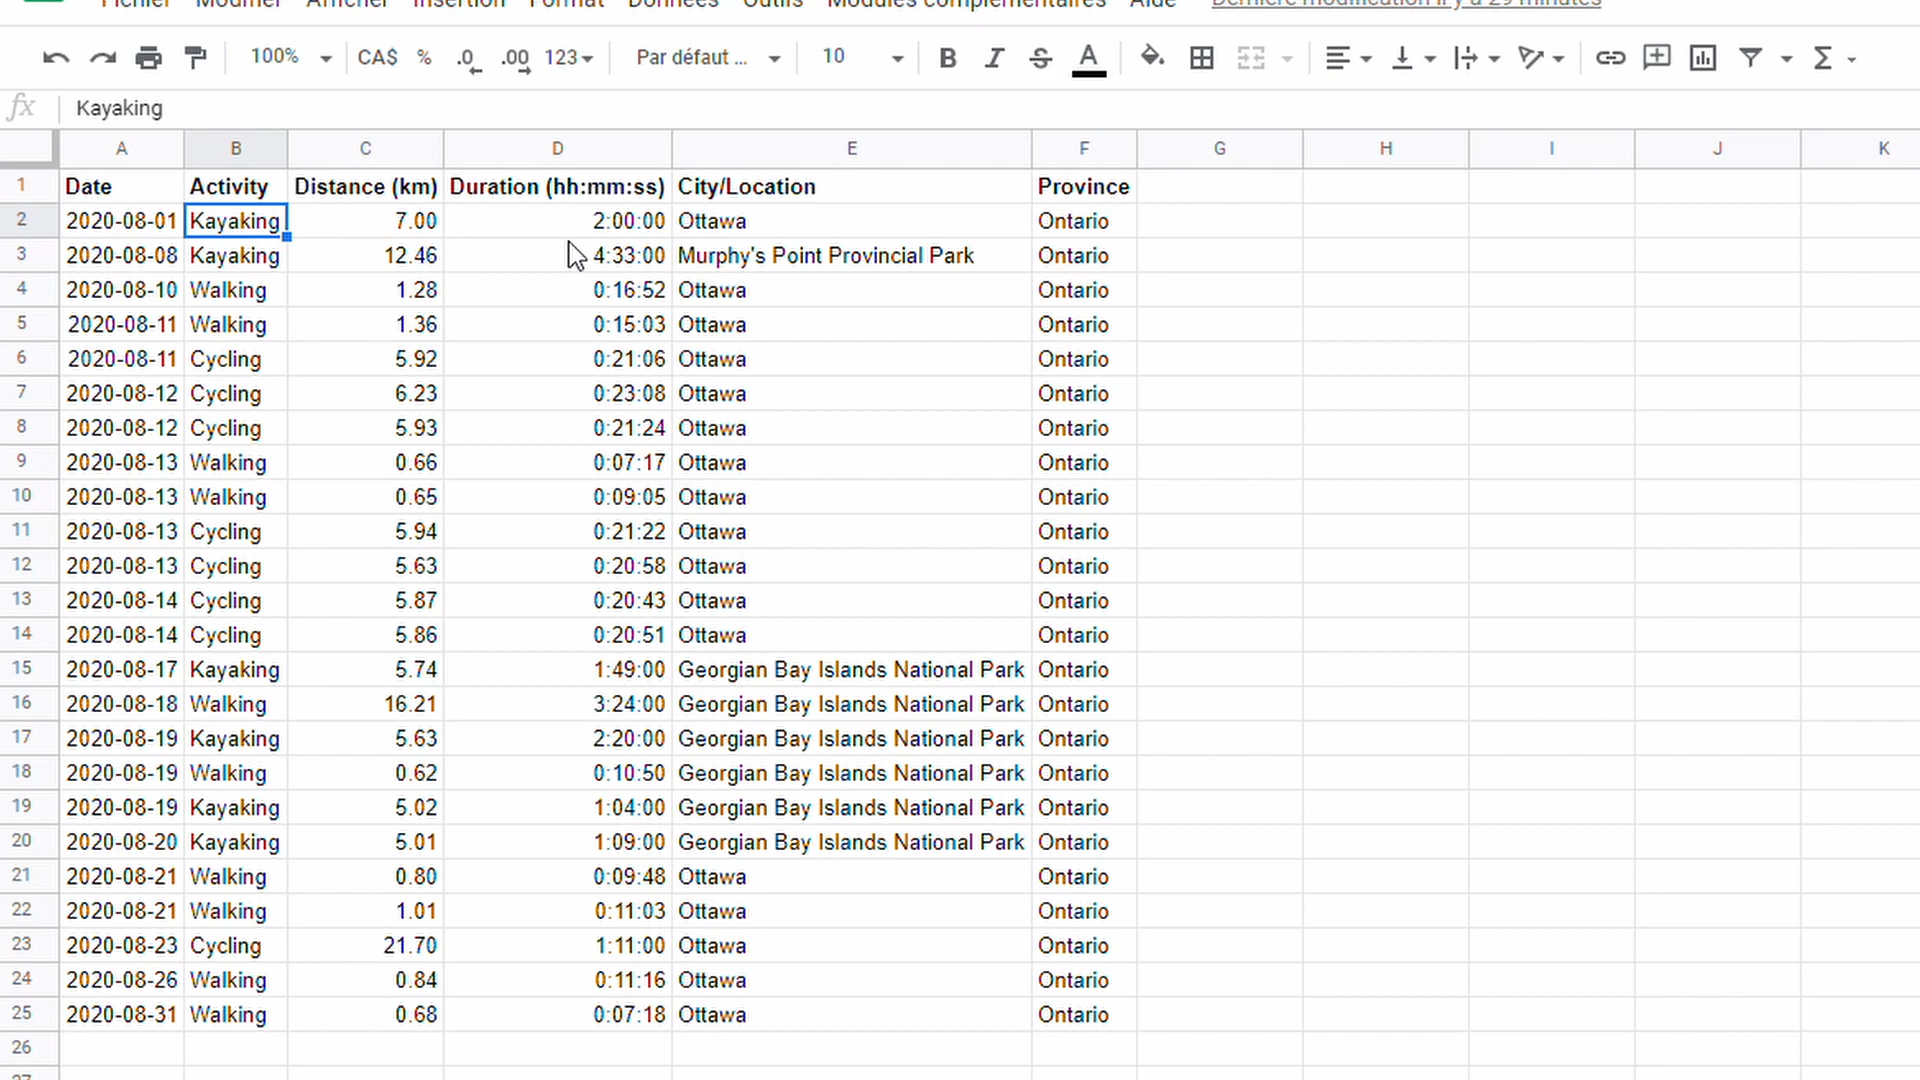 Fichier Modifier Afficher Insertion Format Données Outils Modules complémentaires Aide Dernière modification il y a 29 minutes
100% CA$ % .0 .00 123 Par défaut ... 10 B I S A
fx Kayaking
A B C D E F G H I J K
1 Date Activity Distance (km) Duration (hh:mm:ss) City/Location Province
2 2020-08-01 Kayaking 7.00 2:00:00 Ottawa Ontario
3 2020-08-08 Kayaking 12.46 4:33:00 Murphy's Point Provincial Park Ontario
4 2020-08-10 Walking 1.28 0:16:52 Ottawa Ontario
5 2020-08-11 Walking 1.36 0:15:03 Ottawa Ontario
6 2020-08-11 Cycling 5.92 0:21:06 Ottawa Ontario
7 2020-08-12 Cycling 6.23 0:23:08 Ottawa Ontario
8 2020-08-12 Cycling 5.93 0:21:24 Ottawa Ontario
9 2020-08-13 Walking 0.66 0:07:17 Ottawa Ontario
10 2020-08-13 Walking 0.65 0:09:05 Ottawa Ontario
11 2020-08-13 Cycling 5.94 0:21:22 Ottawa Ontario
12 2020-08-13 Cycling 5.63 0:20:58 Ottawa Ontario
13 2020-08-14 Cycling 5.87 0:20:43 Ottawa Ontario
14 2020-08-14 Cycling 5.86 0:20:51 Ottawa Ontario
15 2020-08-17 Kayaking 5.74 1:49:00 Georgian Bay Islands National Park Ontario
16 2020-08-18 Walking 16.21 3:24:00 Georgian Bay Islands National Park Ontario
17 2020-08-19 Kayaking 5.63 2:20:00 Georgian Bay Islands National Park Ontario
18 2020-08-19 Walking 0.62 0:10:50 Georgian Bay Islands National Park Ontario
19 2020-08-19 Kayaking 5.02 1:04:00 Georgian Bay Islands National Park Ontario
20 2020-08-20 Kayaking 5.01 1:09:00 Georgian Bay Islands National Park Ontario
21 2020-08-21 Walking 0.80 0:09:48 Ottawa Ontario
22 2020-08-21 Walking 1.01 0:11:03 Ottawa Ontario
23 2020-08-23 Cycling 21.70 1:11:00 Ottawa Ontario
24 2020-08-26 Walking 0.84 0:11:16 Ottawa Ontario
25 2020-08-31 Walking 0.68 0:07:18 Ottawa Ontario
26
27